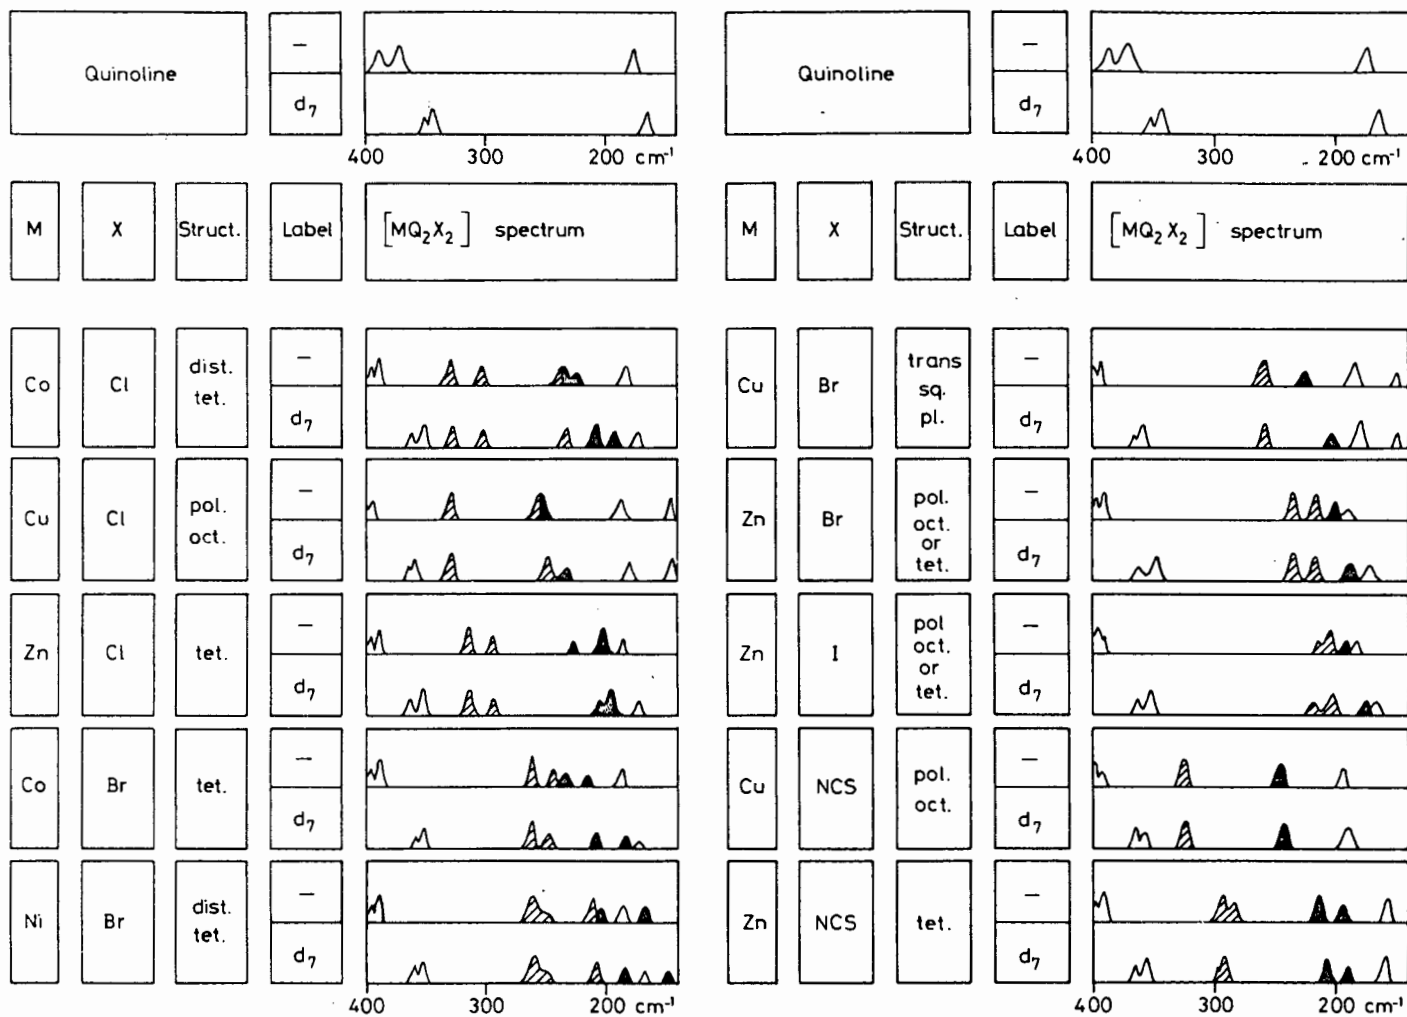 Quinoline
–
d₇
400 300 200 cm⁻¹
M X Struct. Label [MQ₂X₂] spectrum
Co Cl dist. tet. – d₇
Cu Cl pol. oct. – d₇
Zn Cl tet. – d₇
Co Br tet. – d₇
Ni Br dist. tet. – d₇
400 300 200 cm⁻¹
Quinoline
–
d₇
400 300 200 cm⁻¹
M X Struct. Label [MQ₂X₂] spectrum
Cu Br trans sq. pl. – d₇
Zn Br pol. oct. or tet. – d₇
Zn I pol oct. or tet. – d₇
Cu NCS pol. oct. – d₇
Zn NCS tet. – d₇
400 300 200 cm⁻¹